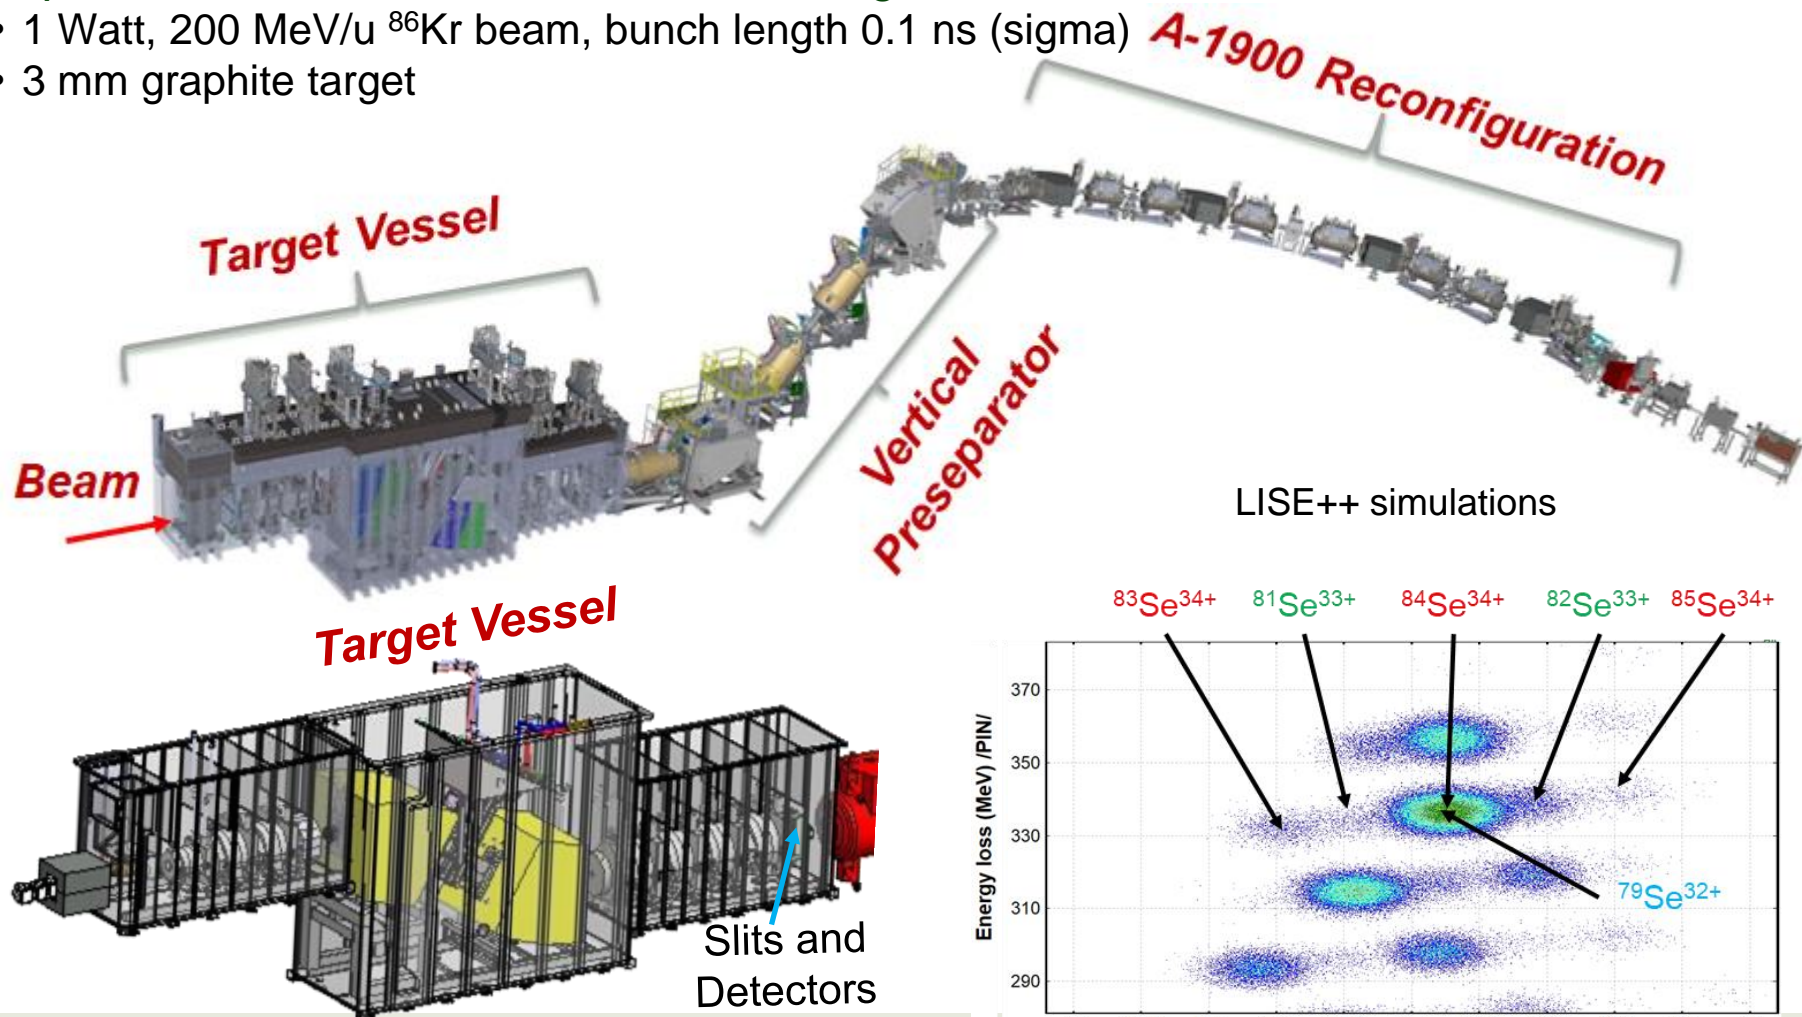 • 1 Watt, 200 MeV/u ⁸⁶Kr beam, bunch length 0.1 ns (sigma)
• 3 mm graphite target
A-1900 Reconfiguration
Target Vessel
Vertical
Preseparator
Beam
LISE++ simulations
Target Vessel
Slits and
Detectors
⁸³Se³⁴⁺ ⁸¹Se³³⁺ ⁸⁴Se³⁴⁺ ⁸²Se³³⁺ ⁸⁵Se³⁴⁺
Energy loss (MeV) /PIN/
370
350
330
310
290
⁷⁹Se³²⁺